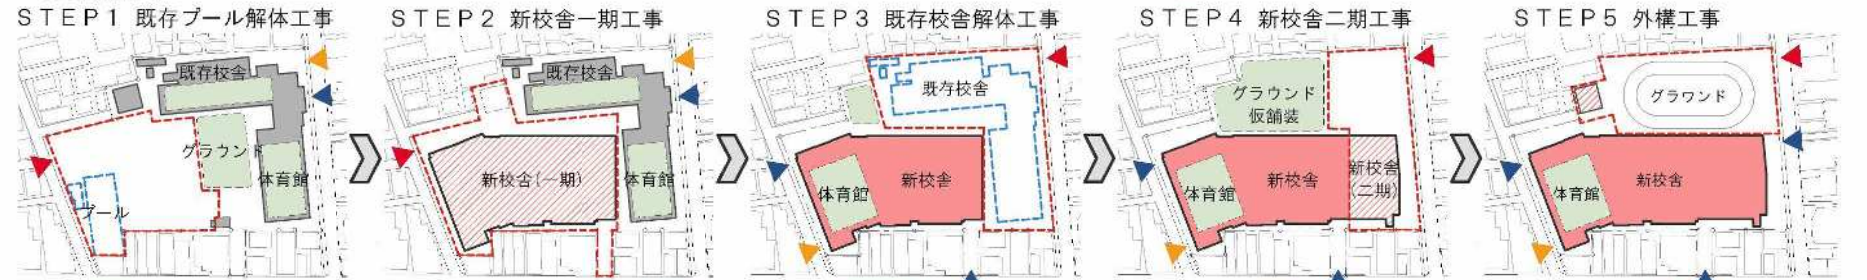 STEP1 既存プール解体工事
既存校舎
グラウンド
体育館
プール
STEP2 新校舎一期工事
既存校舎
新校舎(一期)
体育館
STEP3 既存校舎解体工事
既存校舎
体育館
新校舎
STEP4 新校舎二期工事
グラウンド
仮舗装
体育館
新校舎
新校舎
(二期)
STEP5 外構工事
グラウンド
体育館
新校舎